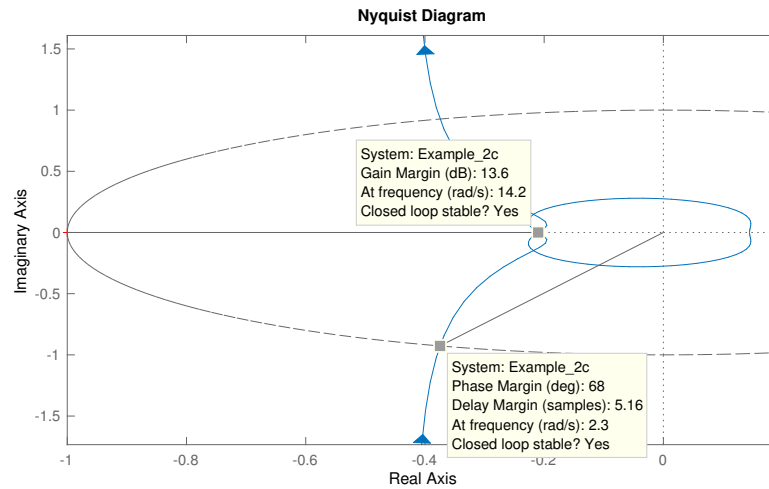 Nyquist Diagram
1.5
1
0.5
0
-0.5
-1
-1.5
Imaginary Axis
System: Example_2c
Gain Margin (dB): 13.6
At frequency (rad/s): 14.2
Closed loop stable? Yes
System: Example_2c
Phase Margin (deg): 68
Delay Margin (samples): 5.16
At frequency (rad/s): 2.3
Closed loop stable? Yes
-1 -0.8 -0.6 -0.4 -0.2 0
Real Axis